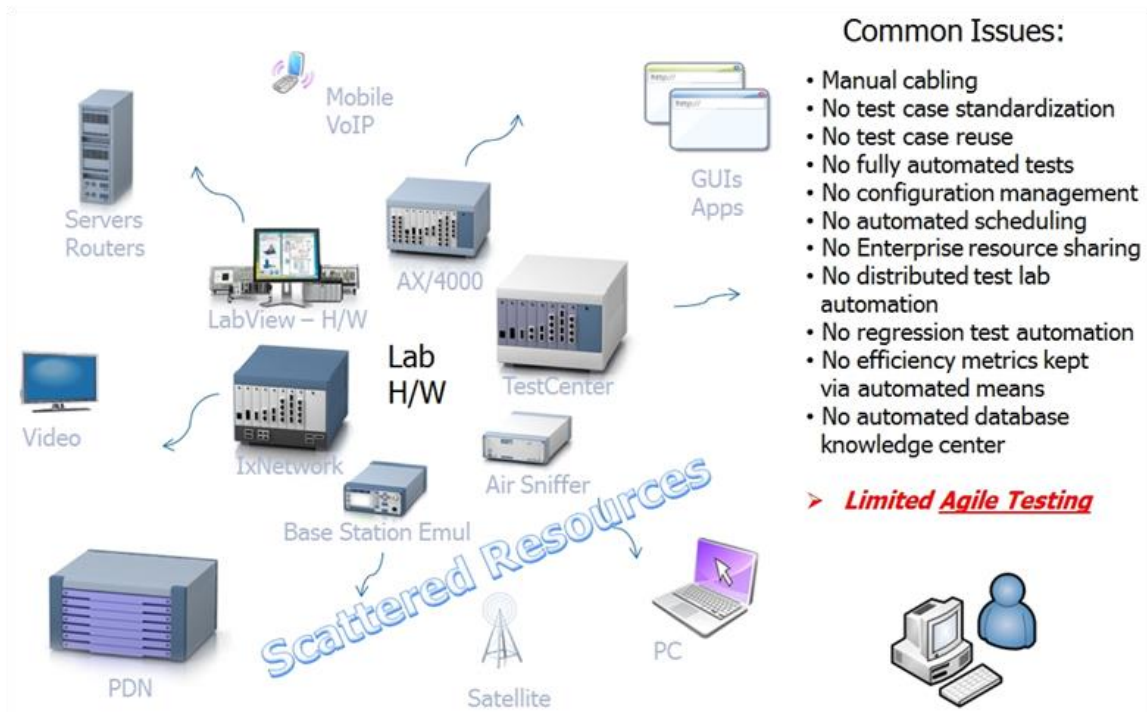 Common Issues:
• Manual cabling
• No test case standardization
• No test case reuse
• No fully automated tests
• No configuration management
• No automated scheduling
• No Enterprise resource sharing
• No distributed test lab
automation
• No regression test automation
• No efficiency metrics kept
via automated means
• No automated database
knowledge center
➢ Limited Agile Testing
Mobile
VoIP
http://
http://
GUIs
Apps
Servers
Routers
AX/4000
LabView – H/W
Lab
H/W
TestCenter
Video
IxNetwork
Air Sniffer
Base Station Emul
Scattered Resources
PDN
Satellite
PC